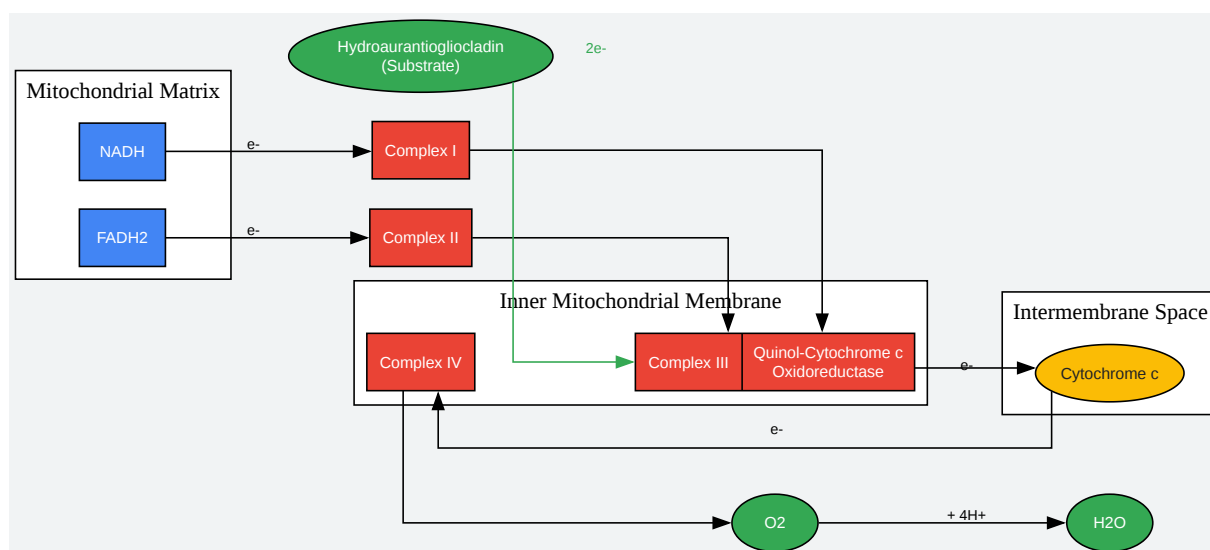 Hydroaurantiogliocladin
(Substrate)
2e-
Mitochondrial Matrix
NADH
e-
Complex I
FADH2
e-
Complex II
Inner Mitochondrial Membrane
Complex IV
Complex III
Quinol-Cytochrome c
Oxidoreductase
e-
Intermembrane Space
Cytochrome c
e-
O2
+ 4H+
H2O